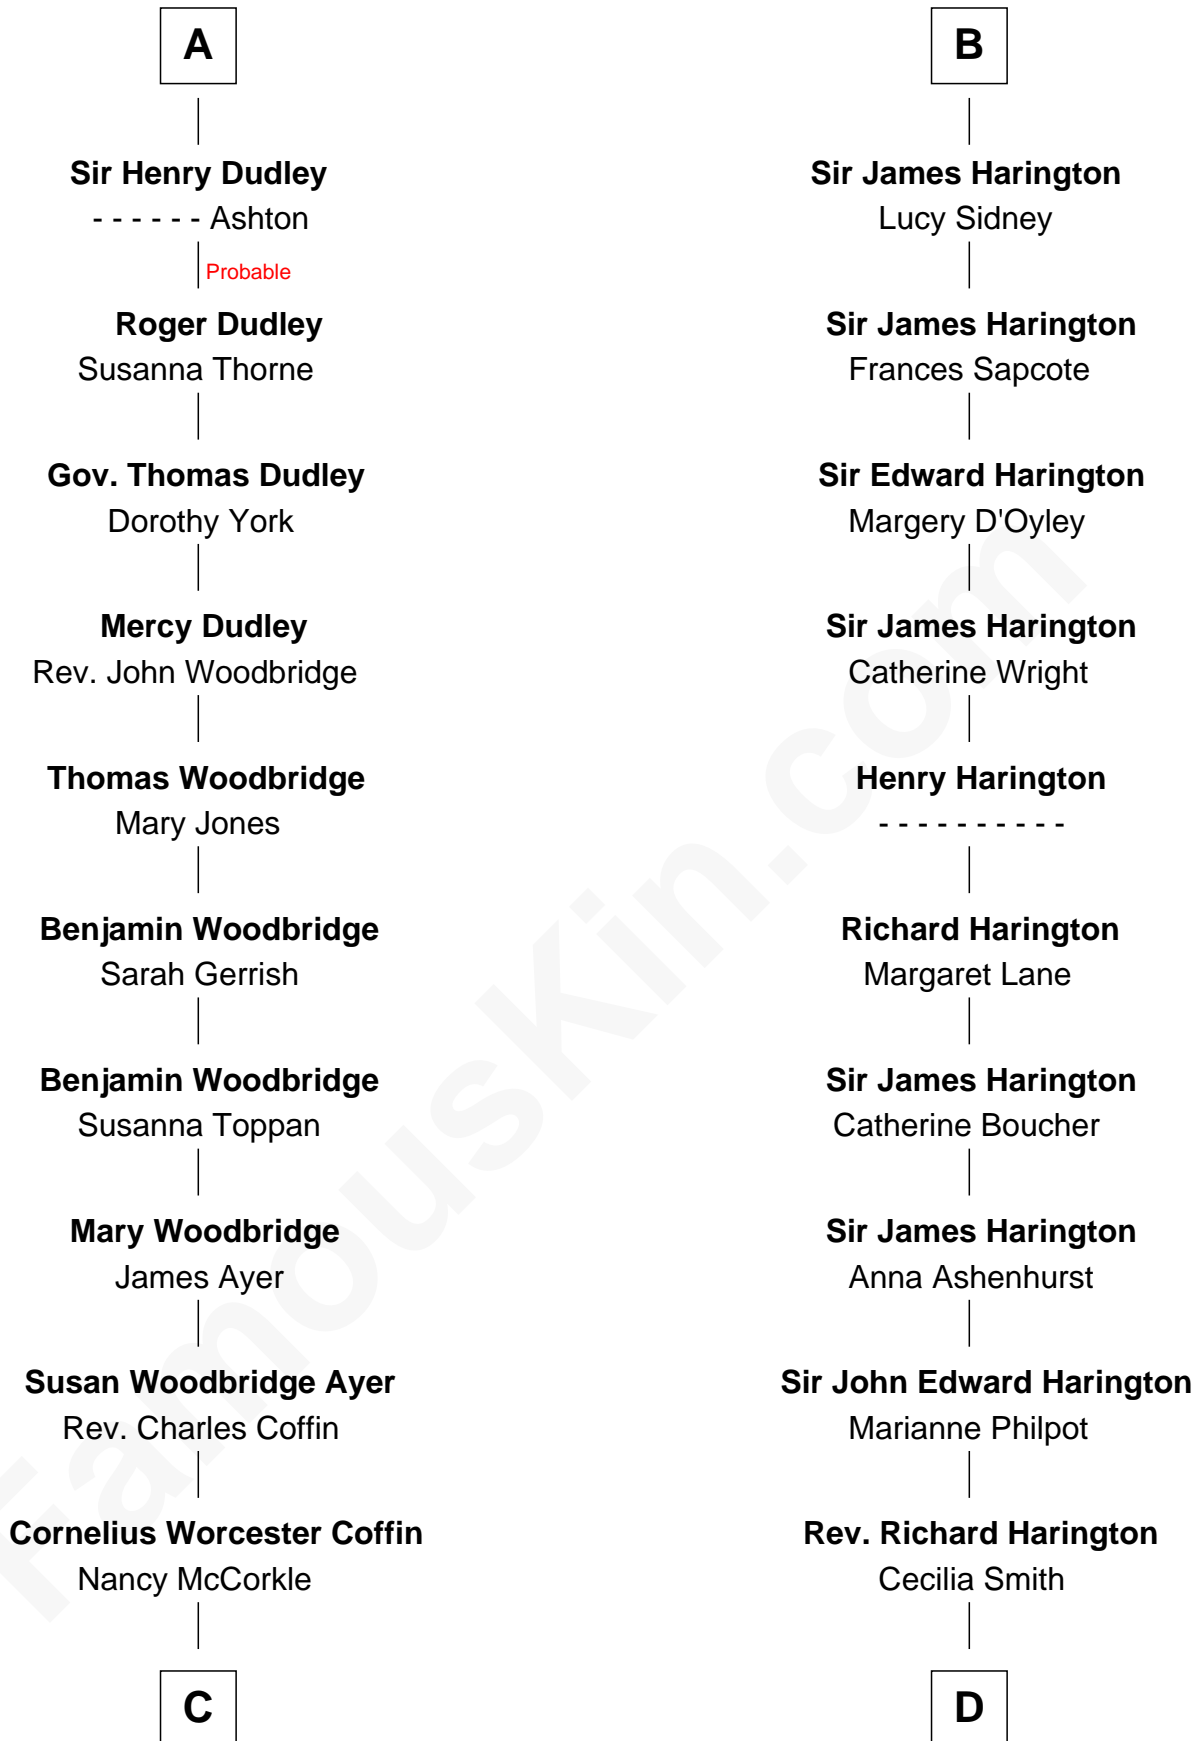 A
Sir Henry Dudley
- - - - - - Ashton
Probable
Roger Dudley
Susanna Thorne
Gov. Thomas Dudley
Dorothy York
Mercy Dudley
Rev. John Woodbridge
Thomas Woodbridge
Mary Jones
Benjamin Woodbridge
Sarah Gerrish
Benjamin Woodbridge
Susanna Toppan
Mary Woodbridge
James Ayer
Susan Woodbridge Ayer
Rev. Charles Coffin
Cornelius Worcester Coffin
Nancy McCorkle
C
B
Sir James Harington
Lucy Sidney
Sir James Harington
Frances Sapcote
Sir Edward Harington
Margery D'Oyley
Sir James Harington
Catherine Wright
Henry Harington
- - - - - - - - - -
Richard Harington
Margaret Lane
Sir James Harington
Catherine Boucher
Sir James Harington
Anna Ashenhurst
Sir John Edward Harington
Marianne Philpot
Rev. Richard Harington
Cecilia Smith
D
FamousKin.com